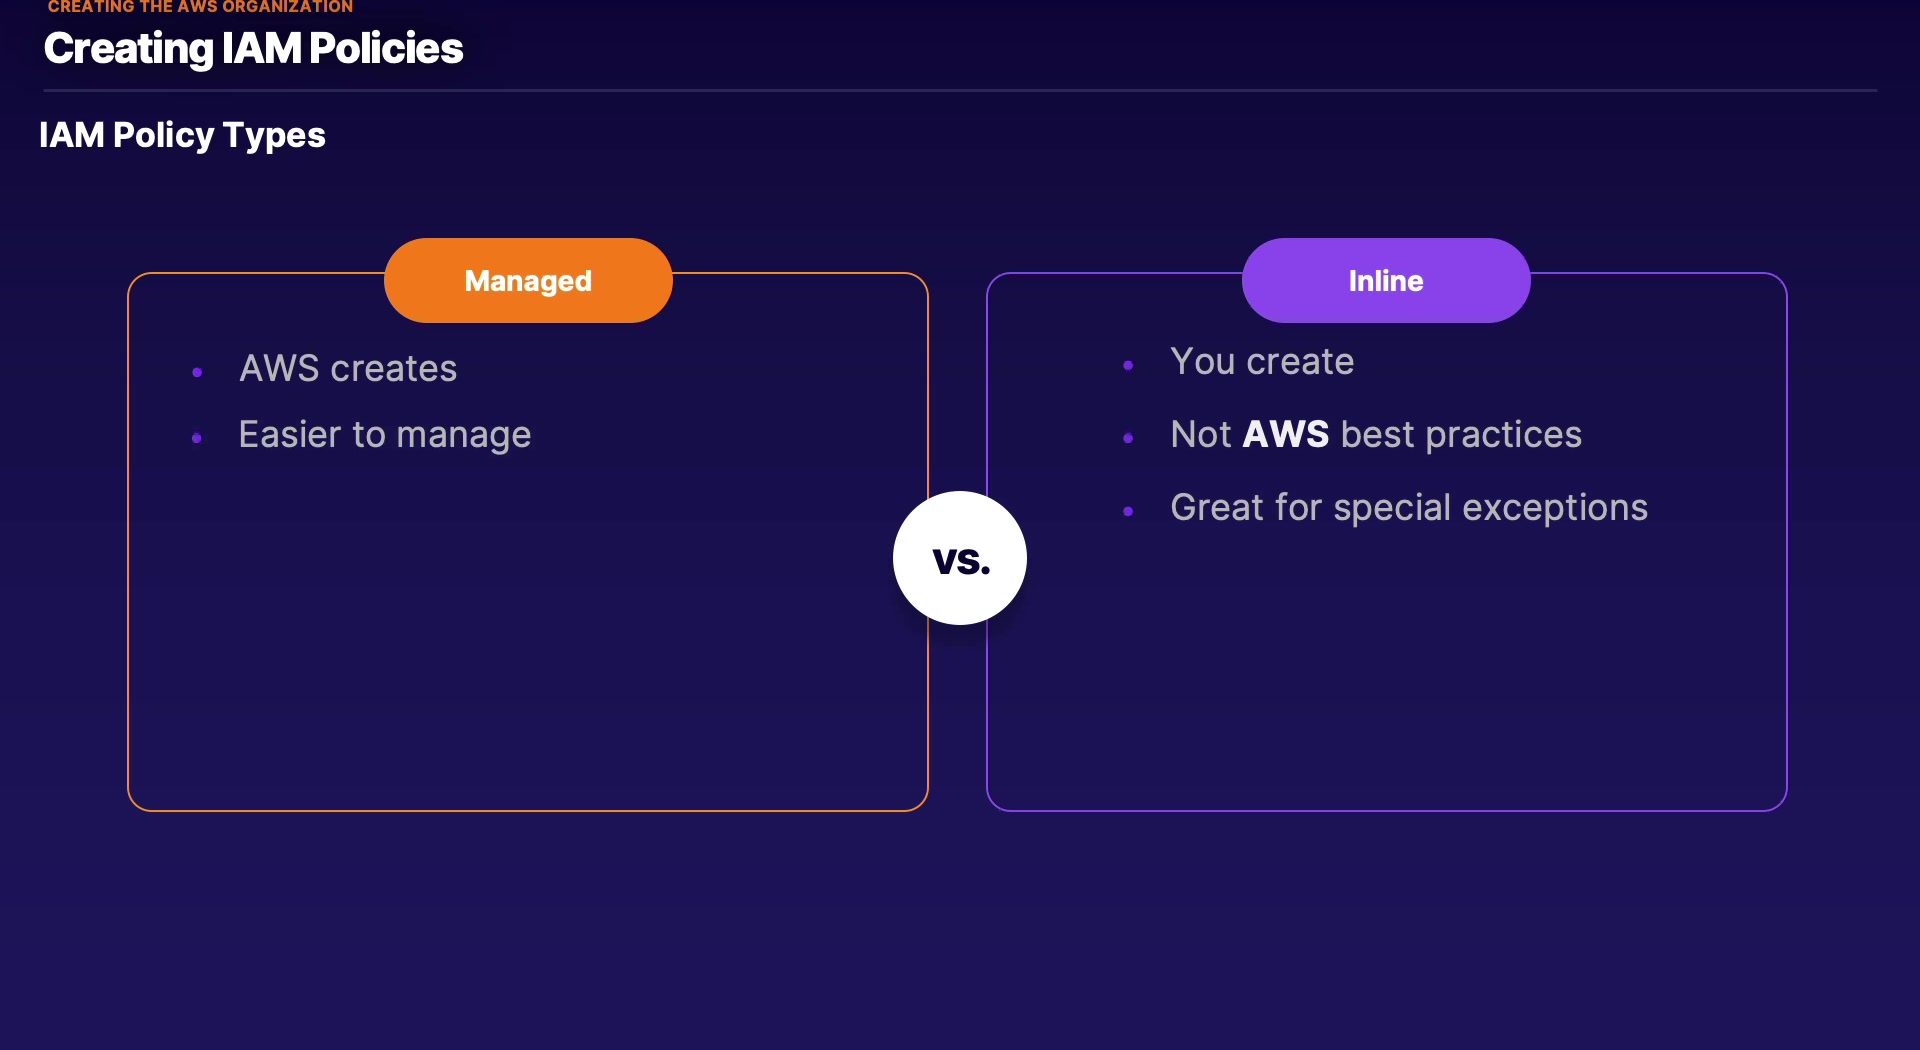 CREATING THE AWS ORGANIZATION
Creating IAM Policies
IAM Policy Types
Managed
AWS creates
Easier to manage
vs.
Inline
You create
Not AWS best practices
Great for special exceptions